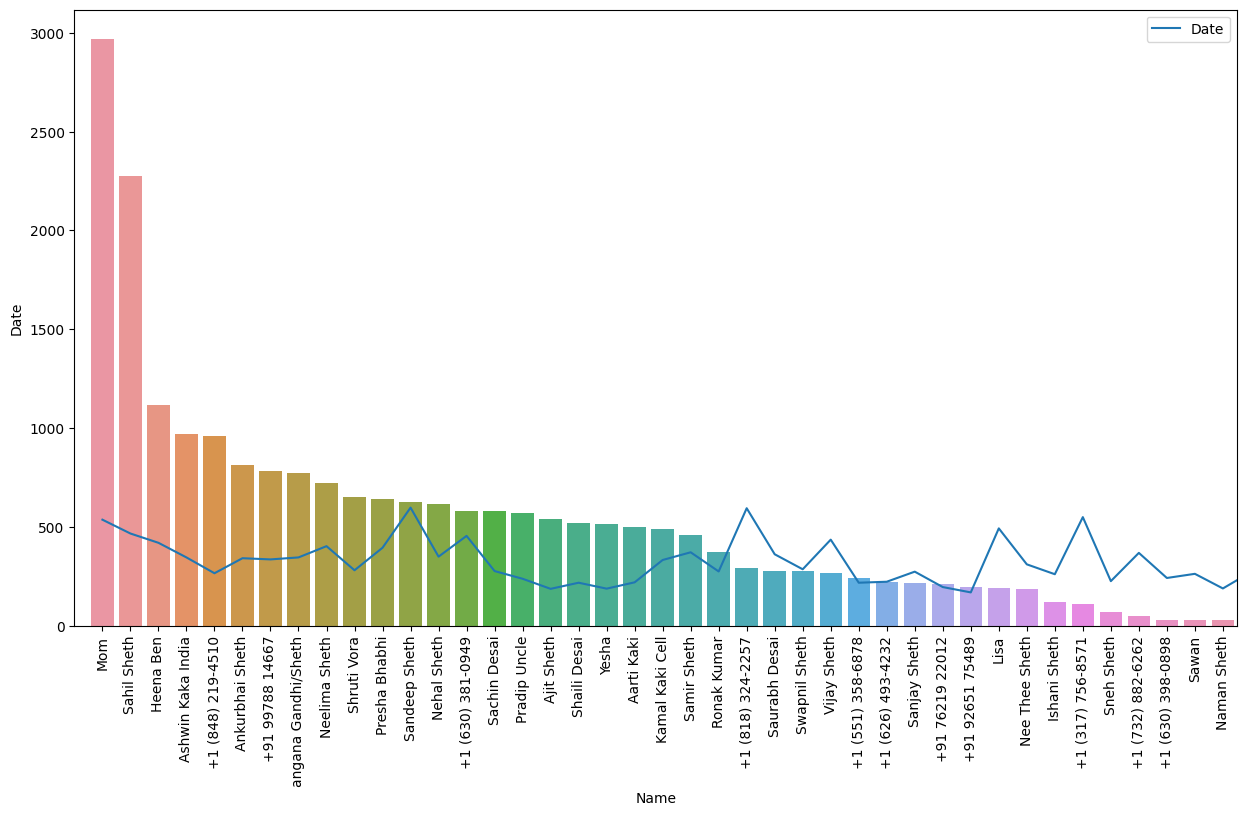 Date
3000
2500
2000
1500
1000
500
0
Date
Mom
Sahil Sheth
Heena Ben
Ashwin Kaka India
+1 (848) 219-4510
Ankurbhai Sheth
+91 99788 14667
angana Gandhi/Sheth
Neelima Sheth
Shruti Vora
Presha Bhabhi
Sandeep Sheth
Nehal Sheth
+1 (630) 381-0949
Sachin Desai
Pradip Uncle
Ajit Sheth
Shaili Desai
Yesha
Aarti Kaki
Kamal Kaki Cell
Samir Sheth
Ronak Kumar
+1 (818) 324-2257
Saurabh Desai
Swapnil Sheth
Vijay Sheth
+1 (551) 358-6878
+1 (626) 493-4232
Sanjay Sheth
+91 76219 22012
+91 92651 75489
Lisa
Nee Thee Sheth
Ishani Sheth
+1 (317) 756-8571
Sneh Sheth
+1 (732) 882-6262
+1 (630) 398-0898
Sawan
Naman Sheth
Name